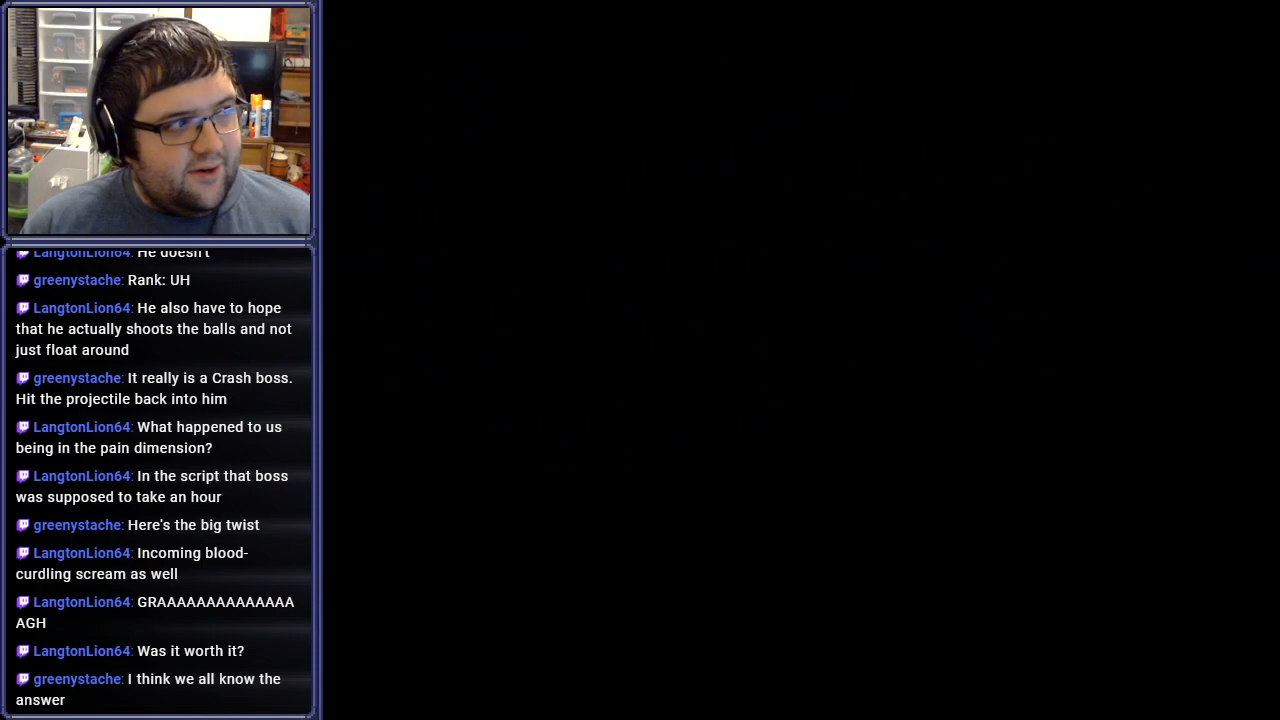 LangtonLion64: He doesn't
greenystache: Rank: UH
LangtonLion64: He also have to hope
that he actually shoots the balls and not
just float around
greenystache: It really is a Crash boss.
Hit the projectile back into him
LangtonLion64: What happened to us
being in the pain dimension?
LangtonLion64: In the script that boss
was supposed to take an hour
greenystache: Here's the big twist
LangtonLion64: Incoming blood-
curdling scream as well
LangtonLion64: GRAAAAAAAAAAAAAA
AGH
LangtonLion64: Was it worth it?
greenystache: I think we all know the
answer